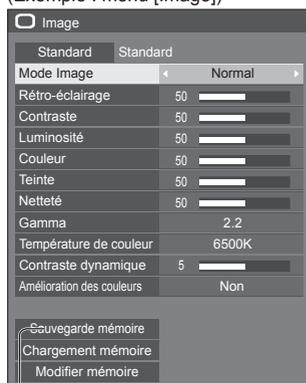 (Exemple : menu [Image])
Image
Standard Standard
Mode Image Normal
Rétro-éclairage 50
Contraste 50
Luminosité 50
Couleur 50
Teinte 50
Netteté 50
Gamma 2.2
Température de couleur 6500K
Contraste dynamique 5
Amélioration des couleurs Non
Sauvegarde mémoire
Chargement mémoire
Modifier mémoire